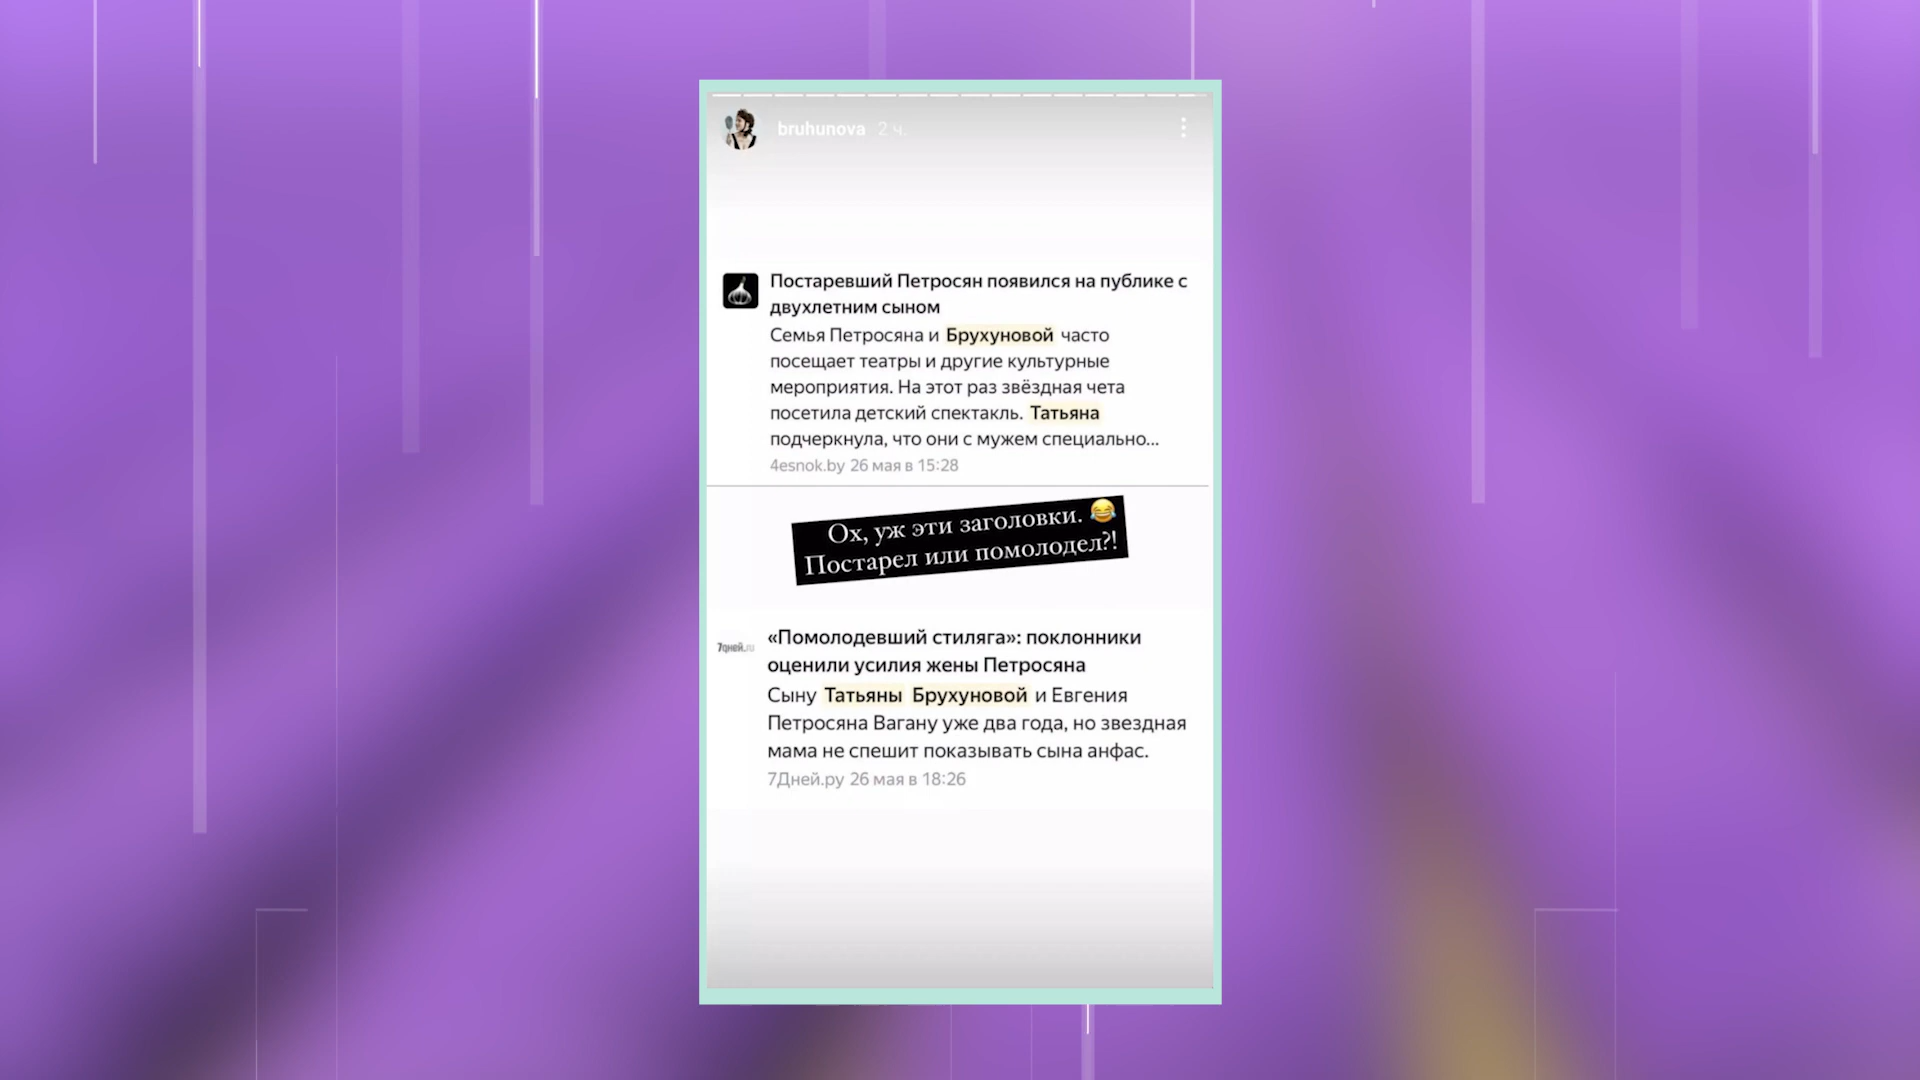 bruhunova 2 ч.
Постаревший Петросян появился на публике с
двухлетним сыном
Семья Петросяна и Брухуновой часто
посещает театры и другие культурные
мероприятия. На этот раз звёздная чета
посетила детский спектакль. Татьяна
подчеркнула, что они с мужем специально...
4esnok.by 26 мая в 15:28
Ох, уж эти заголовки. 😂
Постарел или помолодел?!
7дней.ru
«Помолодевший стиляга»: поклонники
оценили усилия жены Петросяна
Сыну Татьяны Брухуновой и Евгения
Петросяна Вагану уже два года, но звездная
мама не спешит показывать сына анфас.
7Дней.ру 26 мая в 18:26